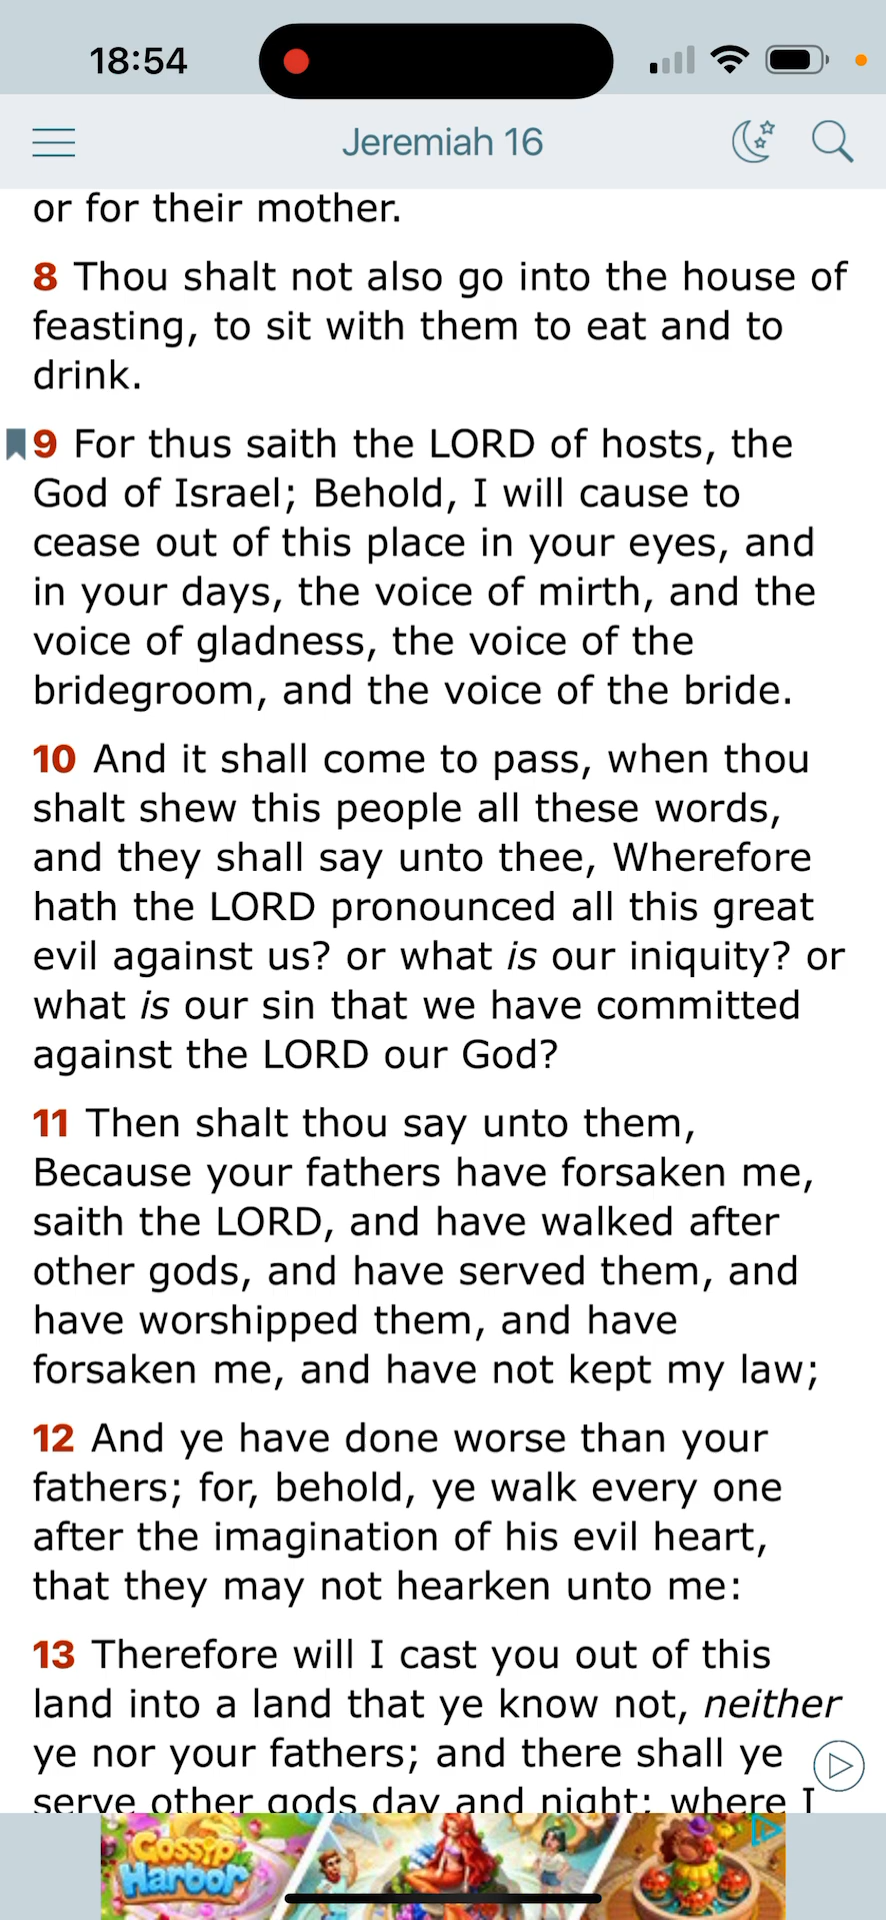 18:54
Jeremiah 16
or for their mother.
8 Thou shalt not also go into the house of
feasting, to sit with them to eat and to
drink.
9 For thus saith the LORD of hosts, the
God of Israel; Behold, I will cause to
cease out of this place in your eyes, and
in your days, the voice of mirth, and the
voice of gladness, the voice of the
bridegroom, and the voice of the bride.
10 And it shall come to pass, when thou
shalt shew this people all these words,
and they shall say unto thee, Wherefore
hath the LORD pronounced all this great
evil against us? or what is our iniquity? or
what is our sin that we have committed
against the LORD our God?
11 Then shalt thou say unto them,
Because your fathers have forsaken me,
saith the LORD, and have walked after
other gods, and have served them, and
have worshipped them, and have
forsaken me, and have not kept my law;
12 And ye have done worse than your
fathers; for, behold, ye walk every one
after the imagination of his evil heart,
that they may not hearken unto me:
13 Therefore will I cast you out of this
land into a land that ye know not, neither
ye nor your fathers; and there shall ye
serve other gods day and night; where I
Gossip
Harbor